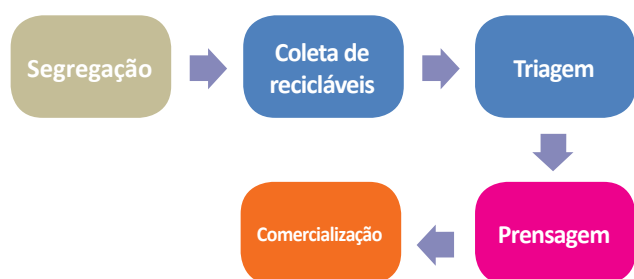 Segregação
Coleta de
recicláveis
Triagem
Prensagem
Comercialização